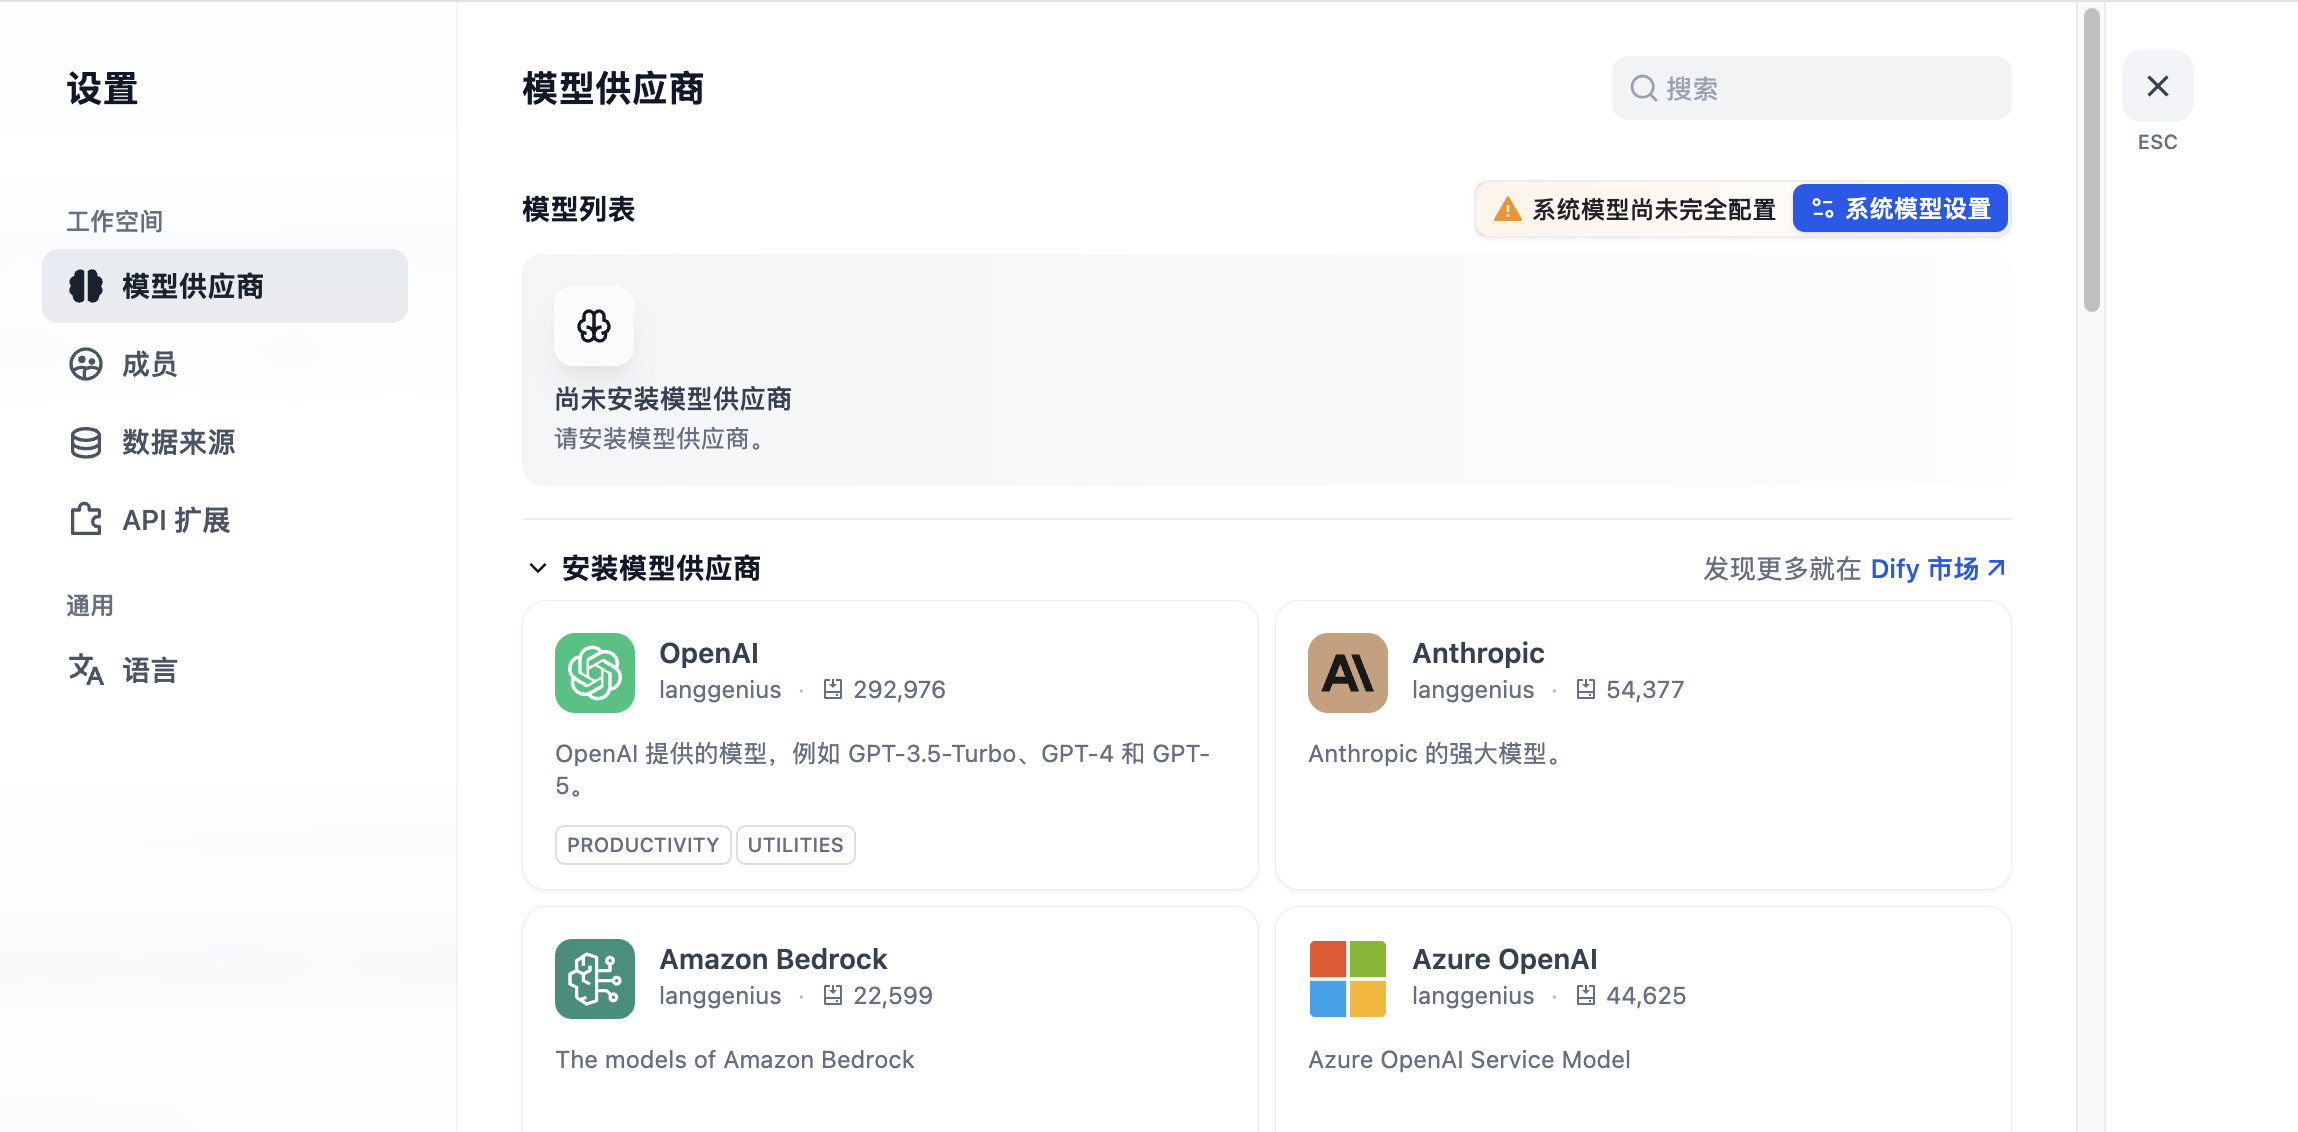 设置
工作空间
模型供应商
成员
数据来源
API 扩展
通用
语言
模型供应商
搜索
ESC
模型列表
系统模型尚未完全配置
系统模型设置
尚未安装模型供应商
请安装模型供应商。
安装模型供应商
发现更多就在 Dify 市场
OpenAI
langgenius · 292,976
OpenAI 提供的模型，例如 GPT-3.5-Turbo、GPT-4 和 GPT-
5。
PRODUCTIVITY
UTILITIES
Anthropic
langgenius · 54,377
Anthropic 的强大模型。
Amazon Bedrock
langgenius · 22,599
The models of Amazon Bedrock
Azure OpenAI
langgenius · 44,625
Azure OpenAI Service Model